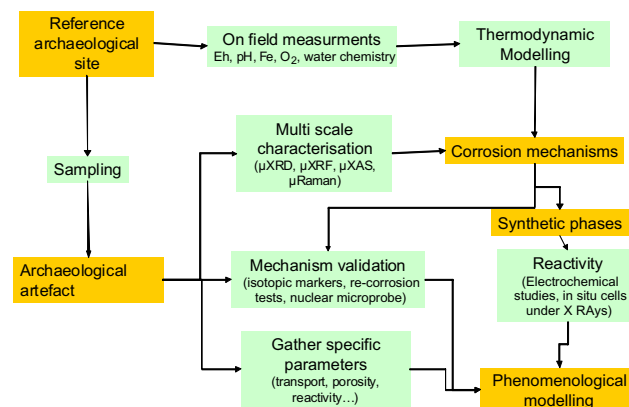 Reference
archaeological
site
On field measurments
Eh, pH, Fe, O2, water chemistry
Thermodynamic
Modelling
Multi scale
characterisation
(µXRD, µXRF, µXAS,
µRaman)
Corrosion mechanisms
Sampling
Synthetic phases
Archaeological
artefact
Mechanism validation
(isotopic markers, re-corrosion
tests, nuclear microprobe)
Reactivity
(Electrochemical
studies, in situ cells
under X RAys)
Gather specific
parameters
(transport, porosity,
reactivity…)
Phenomenological
modelling